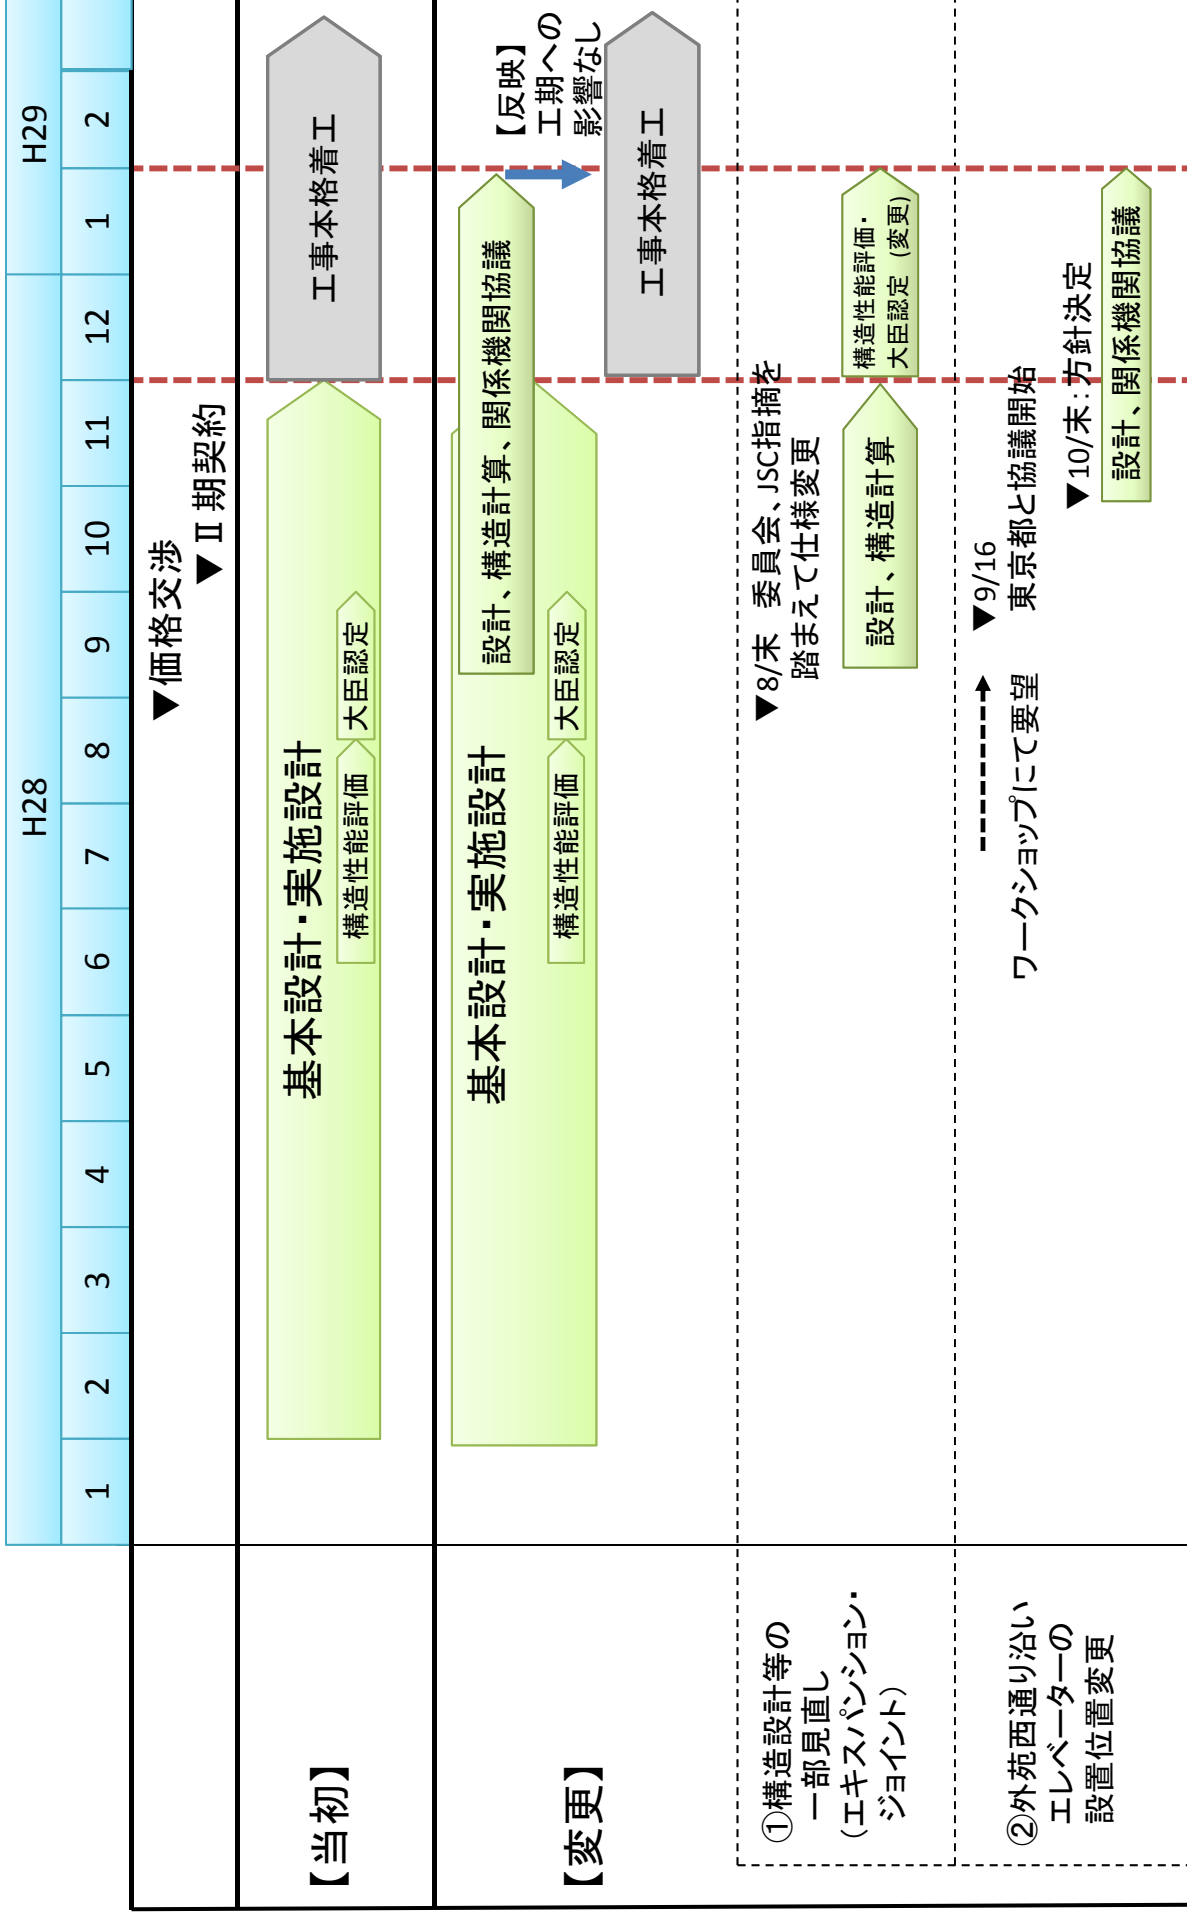 H28
H29
1
2
3
4
5
6
7
8
9
10
11
12
1
2
▼価格交渉
▼Ⅱ期契約
【当初】
基本設計・実施設計
構造性能評価
大臣認定
工事本格着工
【変更】
基本設計・実施設計
構造性能評価
大臣認定
設計、構造計算、関係機関協議
【反映】
工期への
影響なし
工事本格着工
①構造設計等の
一部見直し
(エキスパンション・
ジョイント)
▼8/末 委員会、JSC指摘を
踏まえて仕様変更
設計、構造計算
構造性能評価・
大臣認定 (変更)
②外苑西通り沿い
エレベーターの
設置位置変更
ワークショップにて要望
▼9/16
東京都と協議開始
▼10/末:方針決定
設計、関係機関協議